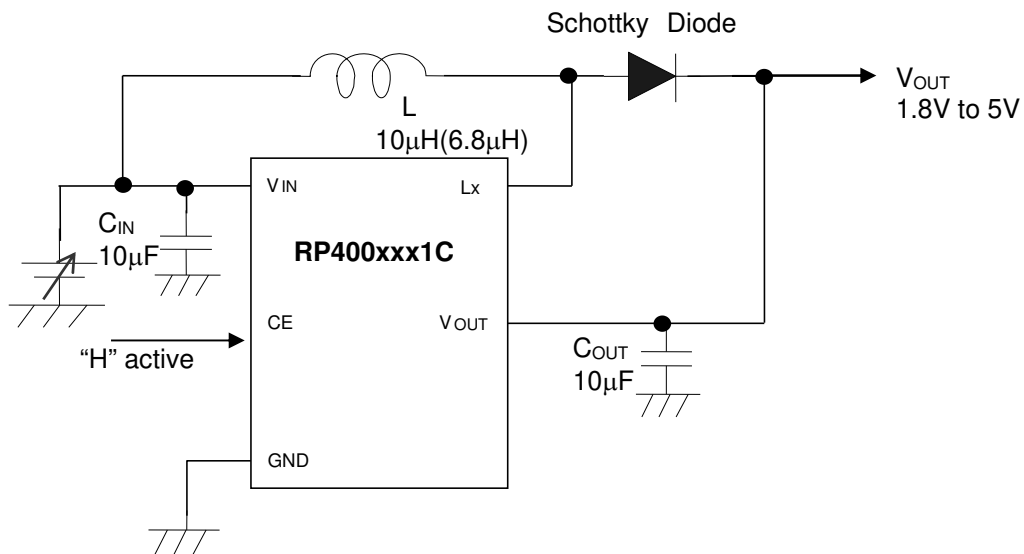 Schottky Diode
L
10μH(6.8μH)
VOUT
1.8V to 5V
VIN
Lx
CIN
10μF
RP400xxx1C
CE
VOUT
"H" active
COUT
10μF
GND